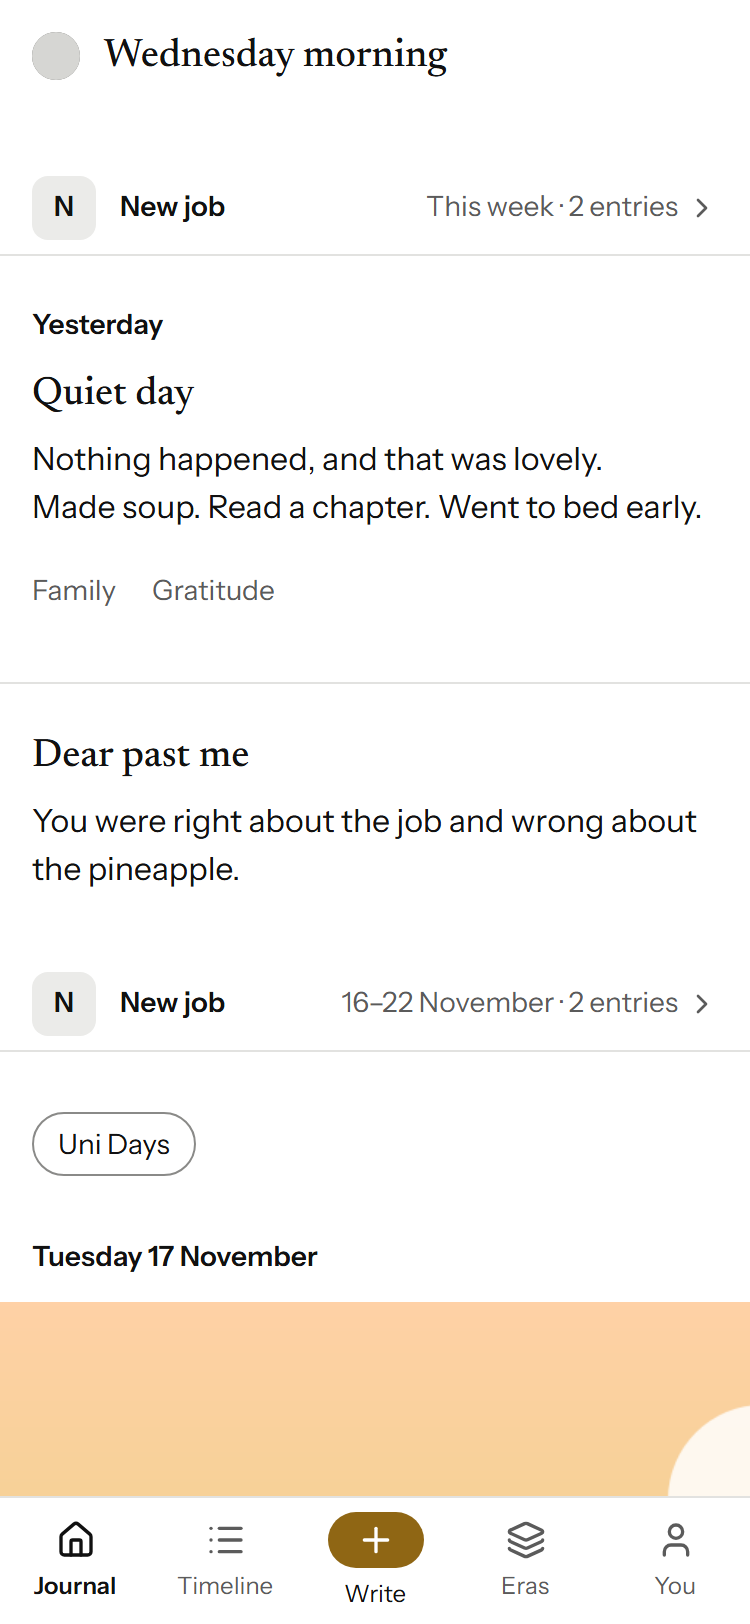 Wednesday morning
N New job This week · 2 entries
Yesterday
Quiet day
Nothing happened, and that was lovely.
Made soup. Read a chapter. Went to bed early.
Family Gratitude
Dear past me
You were right about the job and wrong about
the pineapple.
N New job 16–22 November · 2 entries
Uni Days
Tuesday 17 November
Journal Timeline Write Eras You